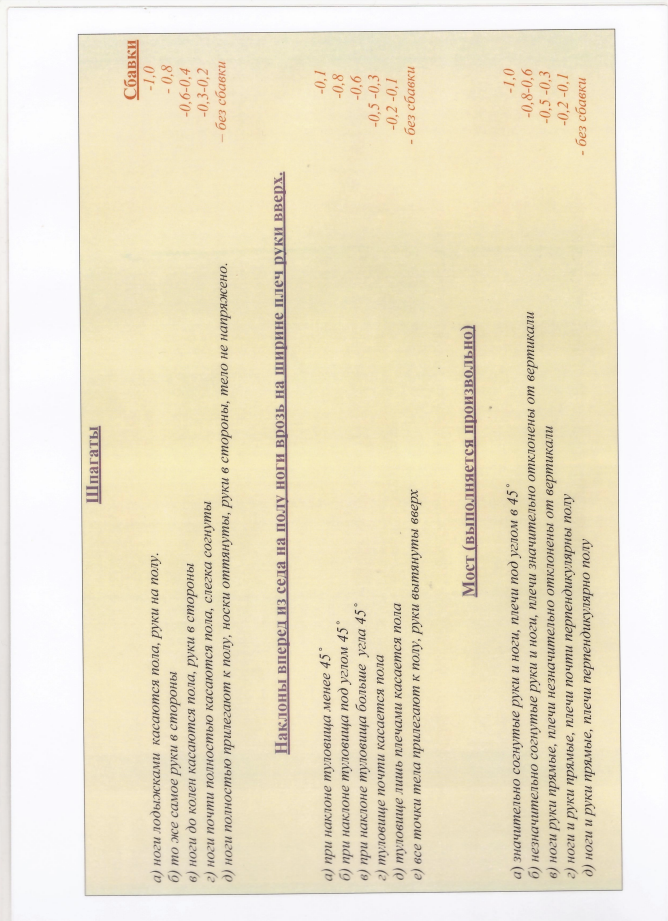 Шпагаты
Сбавки
а) ноги лодыжками касаются пола, руки на полу. -1,0
б) то же самое руки в стороны - 0,8
в) ноги до колен касаются пола, руки в стороны -0,6-0,4
г) ноги почти полностью касаются пола, слегка согнуты -0,3-0,2
д) ноги полностью прилегают к полу, носки оттянуты, руки в стороны, тело не напряжено. – без сбавки
Наклоны вперед из седа на полу ноги врозь на ширине плеч руки вверх.
а) при наклоне туловища менее 45˚ -0,1
б) при наклоне туловища под углом 45˚ -0,8
в) при наклоне туловища больше угла 45˚ -0,6
г) туловище почти касается пола -0,5 -0,3
д) туловище лишь плечами касается пола -0,2 -0,1
е) все точки тела прилегают к полу, руки вытянуты вверх - без сбавки
Мост (выполняется произвольно)
а) значительно согнутые руки и ноги, плечи под углом в 45˚ -1,0
б) незначительно согнутые руки и ноги, плечи значительно отклонены от вертикали -0,8-0,6
в) ноги руки прямые, плечи незначительно отклонены от вертикали -0,5 -0,3
г) ноги и руки прямые, плечи почти перпендикулярны полу -0,2 -0,1
д) ноги и руки прямые, плечи перпендикулярно полу - без сбавки